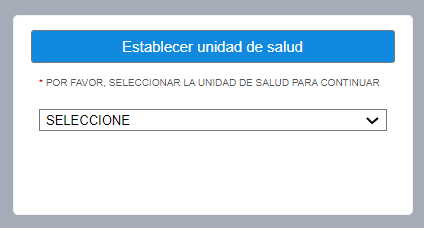 Establecer unidad de salud
* POR FAVOR, SELECCIONAR LA UNIDAD DE SALUD PARA CONTINUAR
SELECCIONE